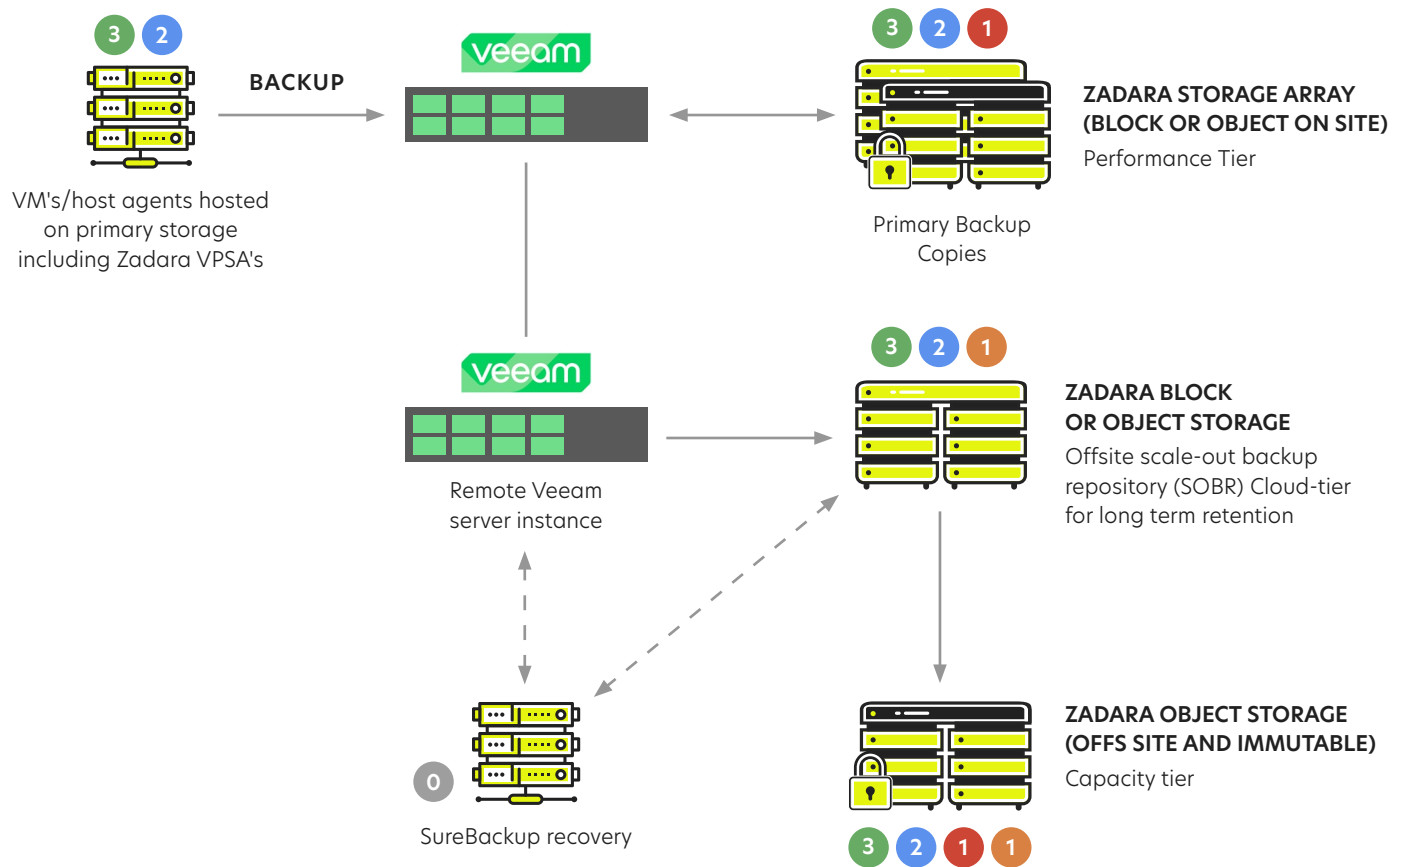 3 2
BACKUP
veeam
3 2 1
ZADARA STORAGE ARRAY
(BLOCK OR OBJECT ON SITE)
Performance Tier
VM's/host agents hosted
on primary storage
including Zadara VPSA's
Primary Backup
Copies
veeam
3 2 1
ZADARA BLOCK
OR OBJECT STORAGE
Offsite scale-out backup
repository (SOBR) Cloud-tier
for long term retention
Remote Veeam
server instance
0
SureBackup recovery
ZADARA OBJECT STORAGE
(OFFS SITE AND IMMUTABLE)
Capacity tier
3 2 1 1